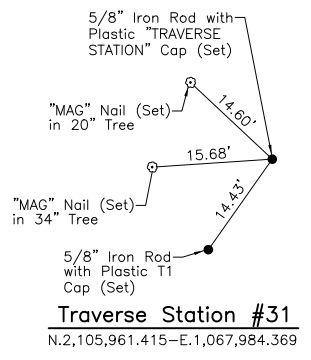 5/8" Iron Rod with
Plastic "TRAVERSE
STATION" Cap (Set)
14.60'
"MAG" Nail (Set)
in 20" Tree
15.68'
14.43'
"MAG" Nail (Set)
in 34" Tree
5/8" Iron Rod
with Plastic T1
Cap (Set)
Traverse Station #31
N.2,105,961.415–E.1,067,984.369